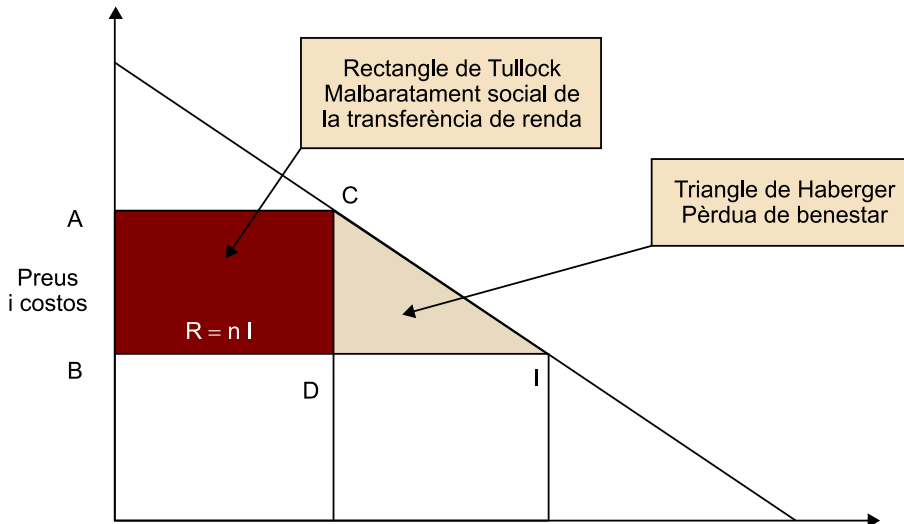 Rectangle de Tullock
Malbaratament social de
la transferència de renda
Triangle de Haberger
Pèrdua de benestar
C
A
Preus
i costos
R = n I
B
D
I